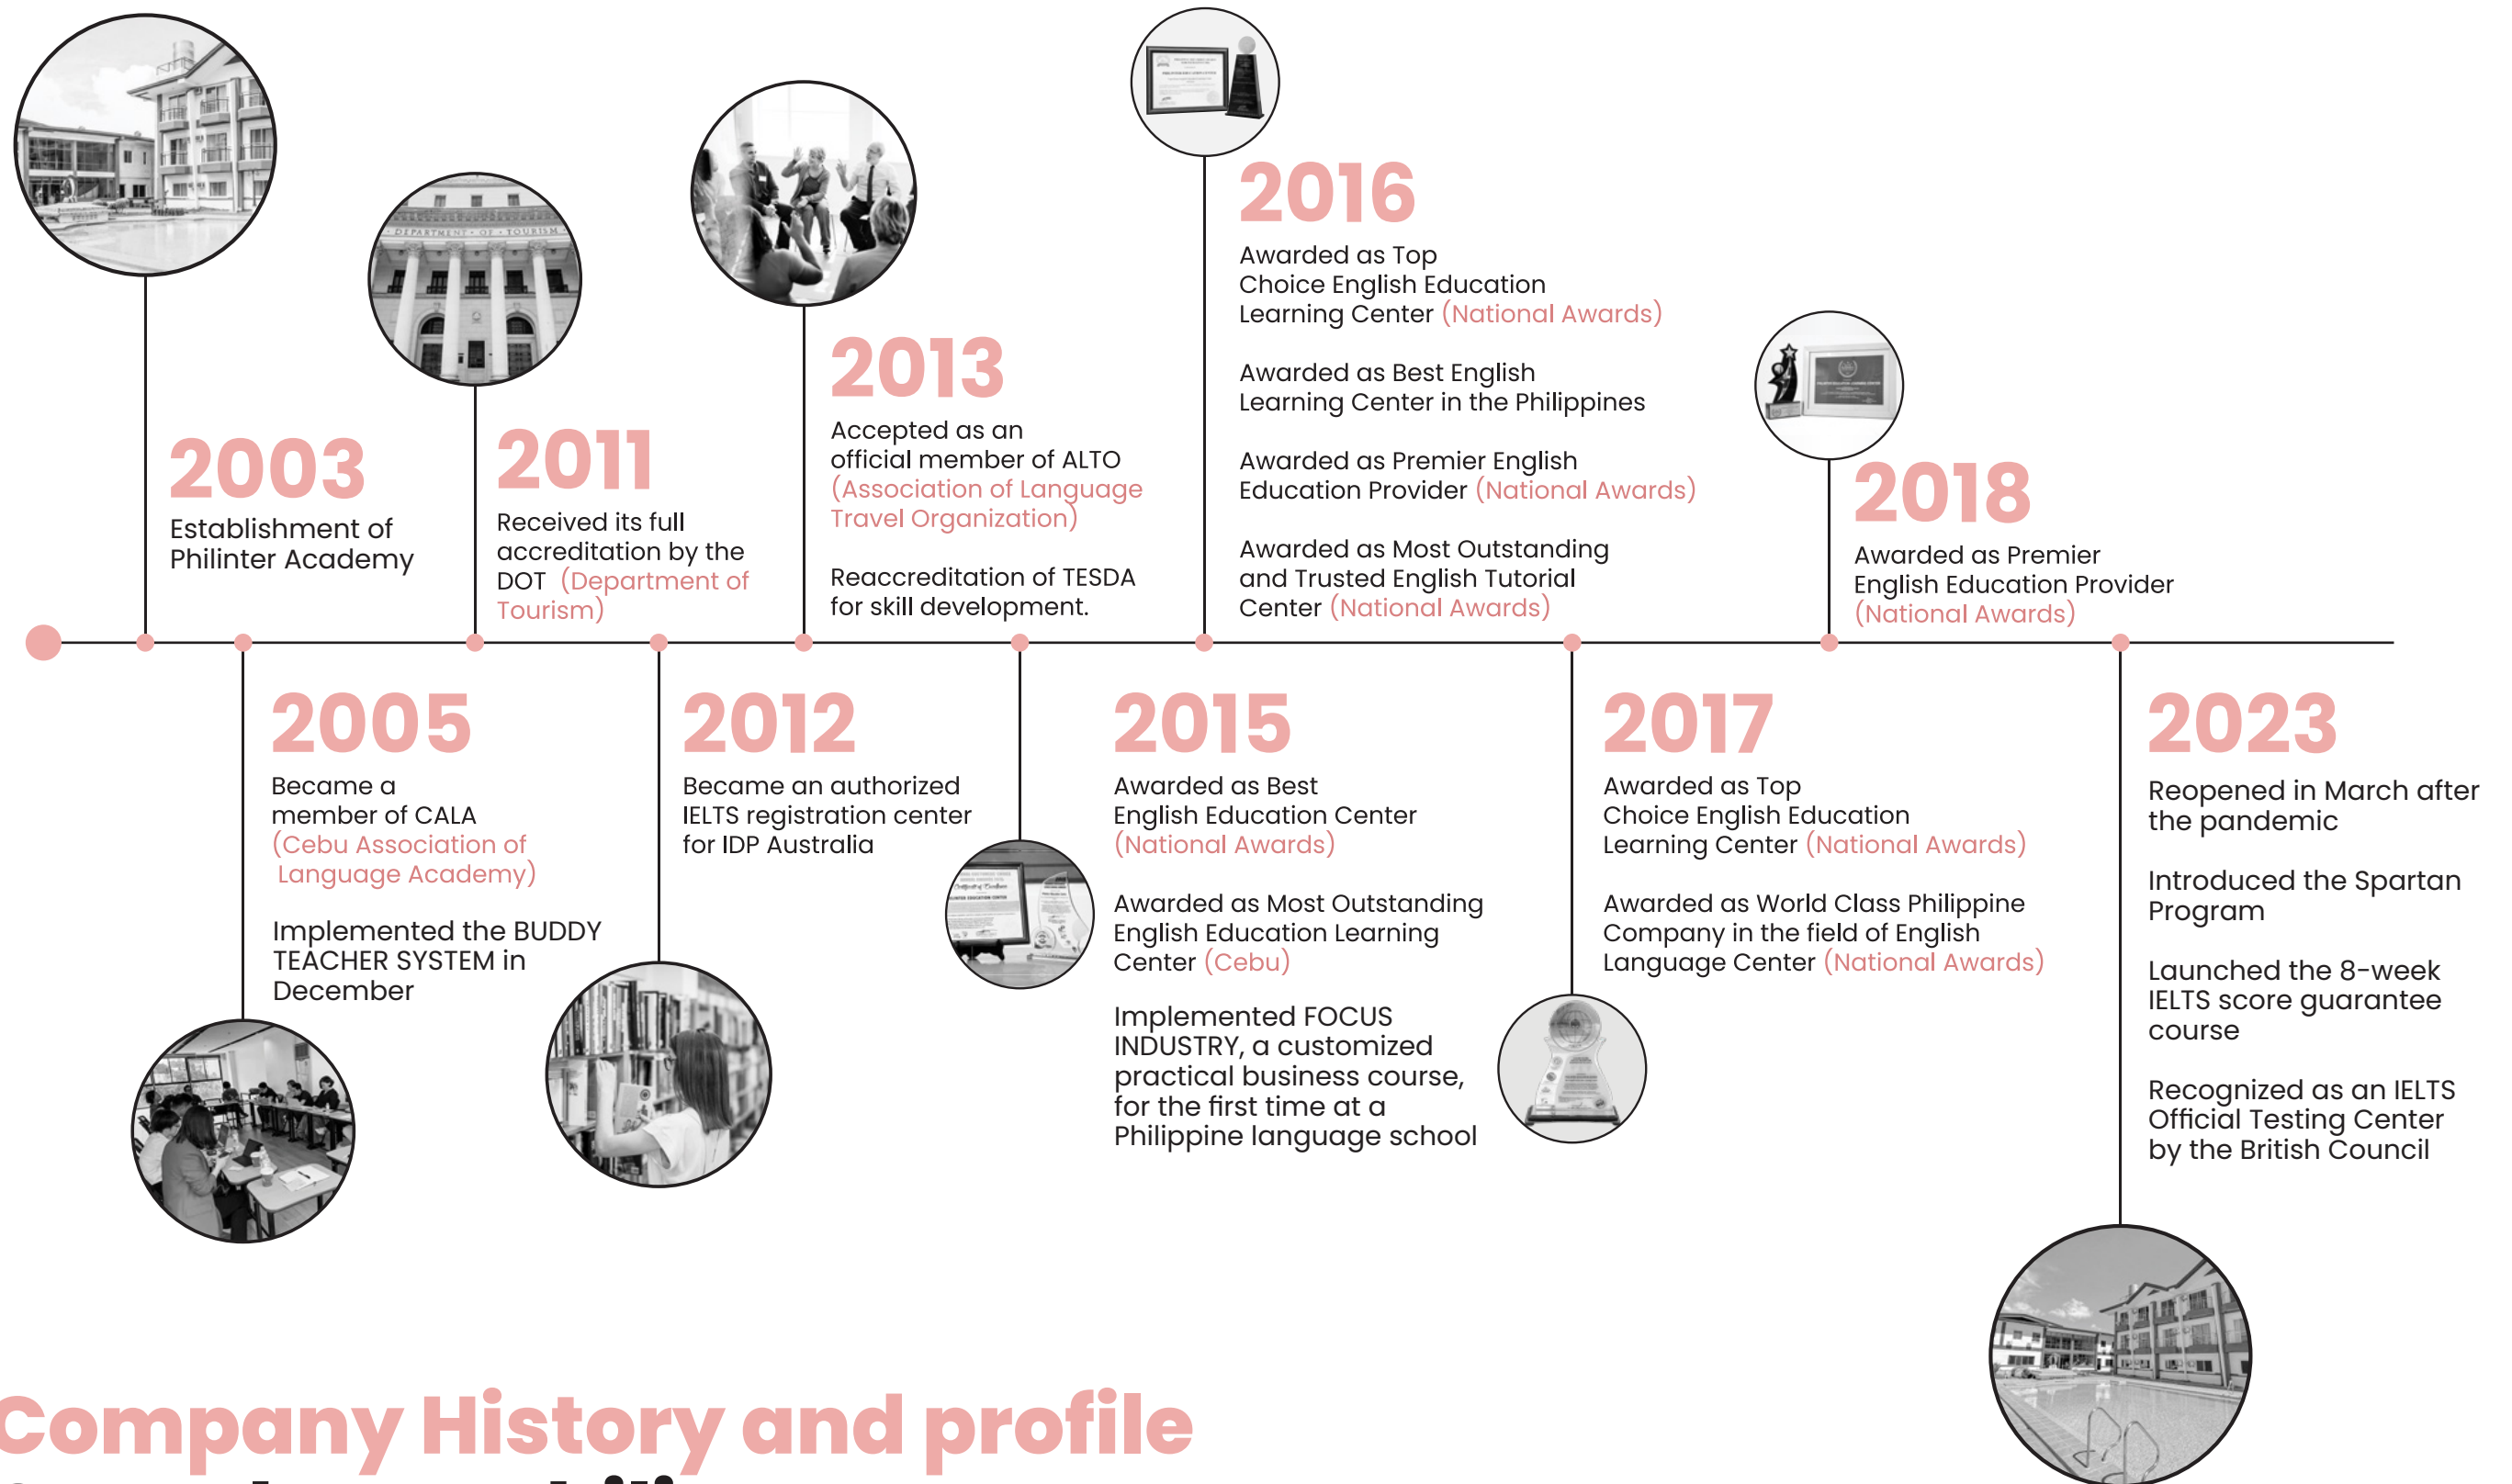 2003
Establishment of
Philinter Academy
DEPARTMENT · OF · TOURISM
2011
Received its full
accreditation by the
DOT (Department of
Tourism)
2013
Accepted as an
official member of ALTO
(Association of Language
Travel Organization)
Reaccreditation of TESDA
for skill development.
2016
Awarded as Top
Choice English Education
Learning Center (National Awards)
Awarded as Best English
Learning Center in the Philippines
Awarded as Premier English
Education Provider (National Awards)
Awarded as Most Outstanding
and Trusted English Tutorial
Center (National Awards)
2018
Awarded as Premier
English Education Provider
(National Awards)
2005
Became a
member of CALA
(Cebu Association of
Language Academy)
Implemented the BUDDY
TEACHER SYSTEM in
December
2012
Became an authorized
IELTS registration center
for IDP Australia
2015
Awarded as Best
English Education Center
(National Awards)
Awarded as Most Outstanding
English Education Learning
Center (Cebu)
Implemented FOCUS
INDUSTRY, a customized
practical business course,
for the first time at a
Philippine language school
2017
Awarded as Top
Choice English Education
Learning Center (National Awards)
Awarded as World Class Philippine
Company in the field of English
Language Center (National Awards)
2023
Reopened in March after
the pandemic
Introduced the Spartan
Program
Launched the 8-week
IELTS score guarantee
course
Recognized as an IELTS
Official Testing Center
by the British Council
Company History and profile